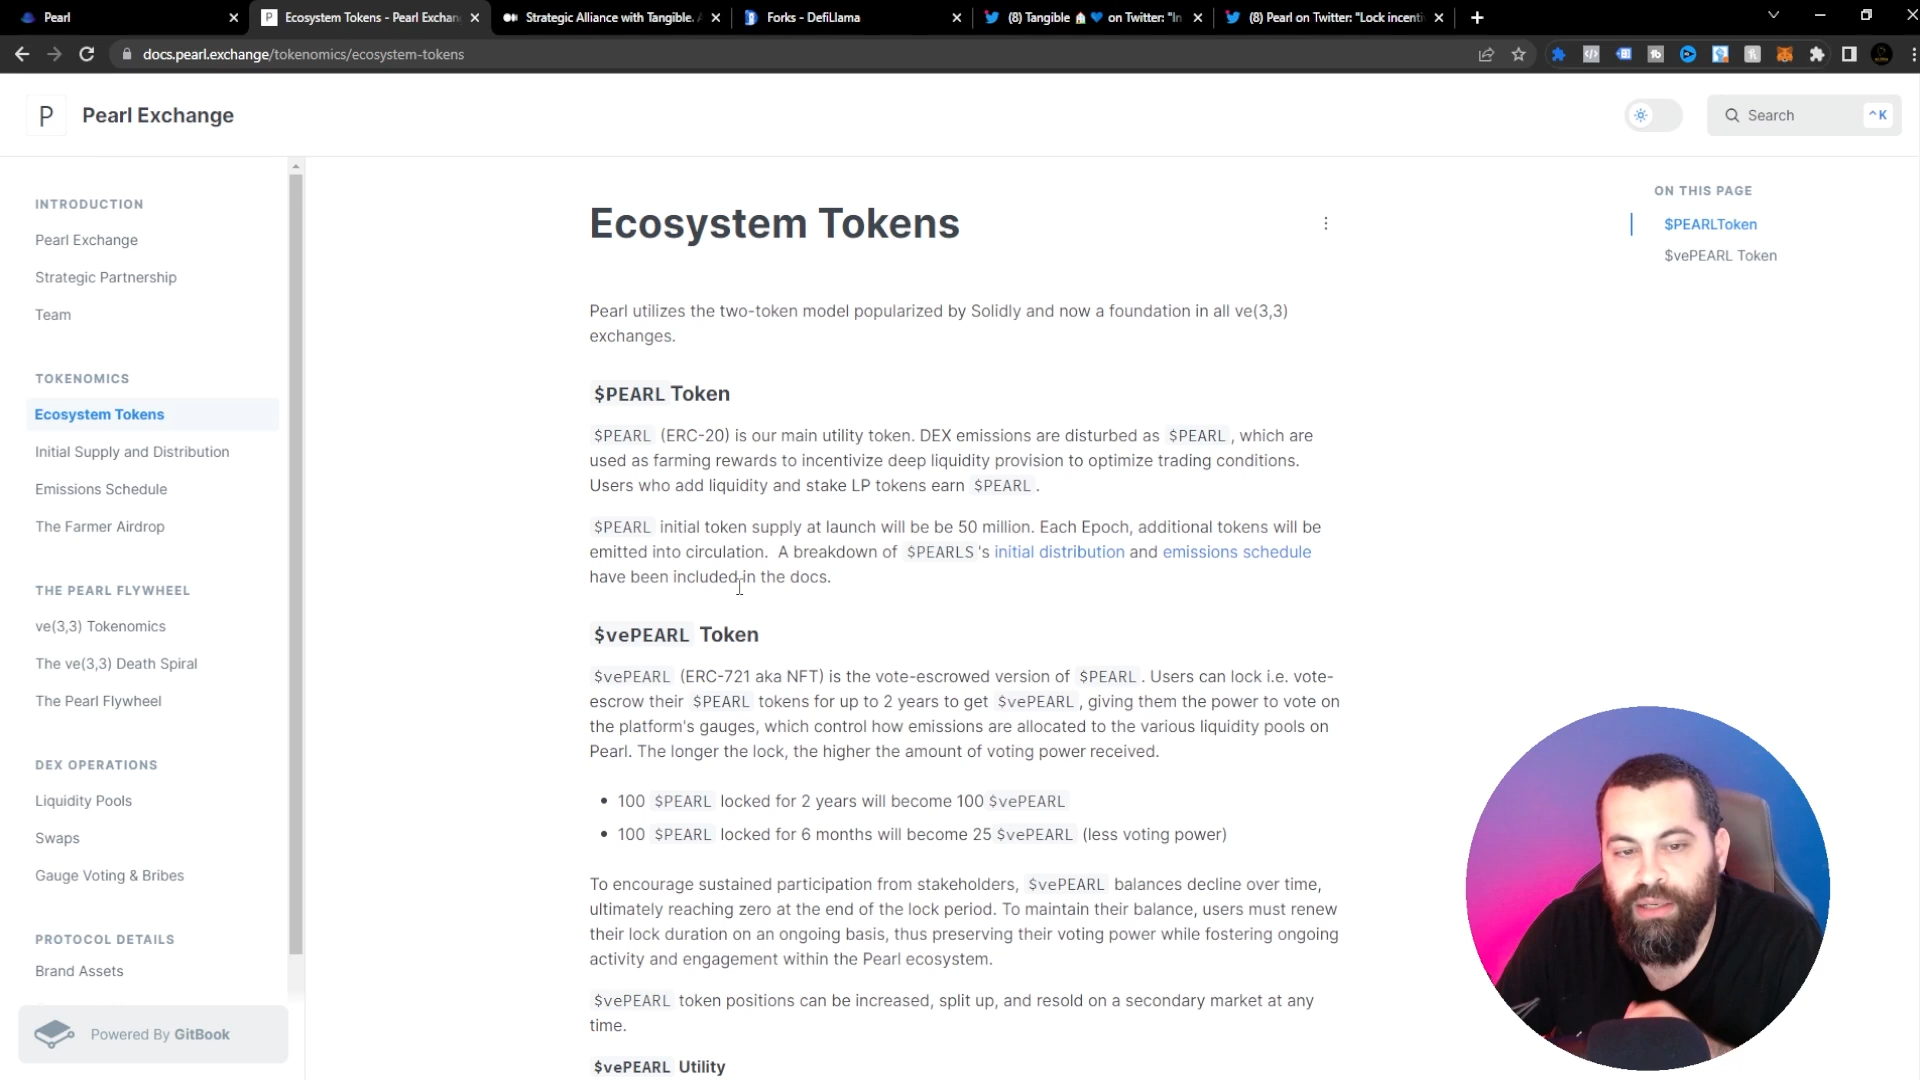 Pearl
Ecosystem Tokens - Pearl Exchan
Strategic Alliance with Tangible.
Forks - DefiLlama
(8) Tangible 🏠💙 on Twitter: "In
(8) Pearl on Twitter: "Lock incenti
docs.pearl.exchange/tokenomics/ecosystem-tokens
P
Pearl Exchange
Search
^K
INTRODUCTION
Pearl Exchange
Strategic Partnership
Team
TOKENOMICS
Ecosystem Tokens
Initial Supply and Distribution
Emissions Schedule
The Farmer Airdrop
THE PEARL FLYWHEEL
ve(3,3) Tokenomics
The ve(3,3) Death Spiral
The Pearl Flywheel
DEX OPERATIONS
Liquidity Pools
Swaps
Gauge Voting & Bribes
PROTOCOL DETAILS
Brand Assets
Powered By GitBook
Ecosystem Tokens
Pearl utilizes the two-token model popularized by Solidly and now a foundation in all ve(3,3)
exchanges.
$PEARL Token
$PEARL (ERC-20) is our main utility token. DEX emissions are disturbed as $PEARL, which are
used as farming rewards to incentivize deep liquidity provision to optimize trading conditions.
Users who add liquidity and stake LP tokens earn $PEARL.
$PEARL initial token supply at launch will be be 50 million. Each Epoch, additional tokens will be
emitted into circulation. A breakdown of $PEARLS's initial distribution and emissions schedule
have been included in the docs.
$vePEARL Token
$vePEARL (ERC-721 aka NFT) is the vote-escrowed version of $PEARL. Users can lock i.e. vote-
escrow their $PEARL tokens for up to 2 years to get $vePEARL, giving them the power to vote on
the platform's gauges, which control how emissions are allocated to the various liquidity pools on
Pearl. The longer the lock, the higher the amount of voting power received.
• 100 $PEARL locked for 2 years will become 100 $vePEARL
• 100 $PEARL locked for 6 months will become 25 $vePEARL (less voting power)
To encourage sustained participation from stakeholders, $vePEARL balances decline over time,
ultimately reaching zero at the end of the lock period. To maintain their balance, users must renew
their lock duration on an ongoing basis, thus preserving their voting power while fostering ongoing
activity and engagement within the Pearl ecosystem.
$vePEARL token positions can be increased, split up, and resold on a secondary market at any
time.
$vePEARL Utility
ON THIS PAGE
$PEARLToken
$vePEARL Token